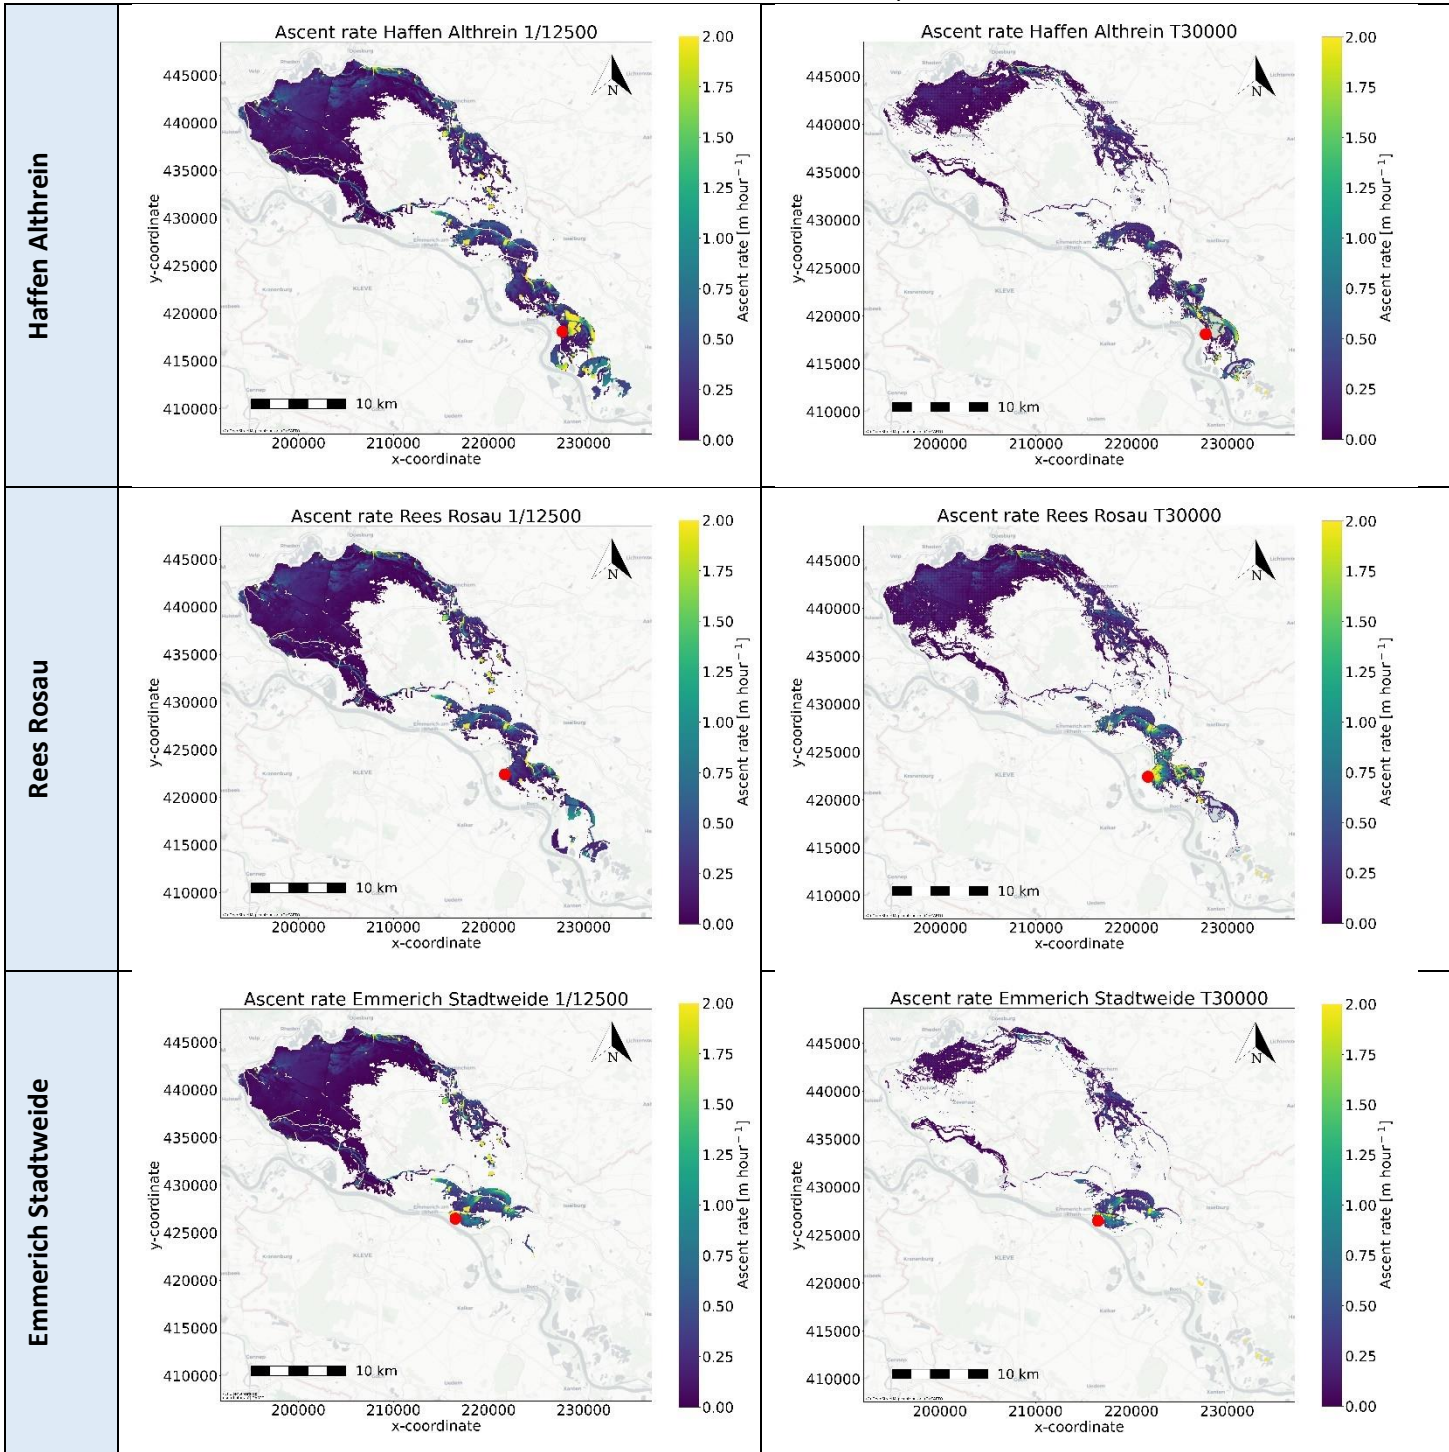 Haffen Althrein
Ascent rate Haffen Althrein 1/12500
445000
440000
435000
430000
425000
420000
415000
410000
y-coordinate
200000 210000 220000 230000
x-coordinate
10 km
N
KLEVE
Kalkar
2.00
1.75
1.50
1.25
1.00
0.75
0.50
0.25
0.00
Ascent rate [m hour⁻¹]
Ascent rate Haffen Althrein T30000
445000
440000
435000
430000
425000
420000
415000
410000
y-coordinate
200000 210000 220000 230000
x-coordinate
10 km
N
KLEVE
Kalkar
2.00
1.75
1.50
1.25
1.00
0.75
0.50
0.25
0.00
Ascent rate [m hour⁻¹]
Rees Rosau
Ascent rate Rees Rosau 1/12500
445000
440000
435000
430000
425000
420000
415000
410000
y-coordinate
200000 210000 220000 230000
x-coordinate
10 km
N
KLEVE
Kalkar
2.00
1.75
1.50
1.25
1.00
0.75
0.50
0.25
0.00
Ascent rate [m hour⁻¹]
Ascent rate Rees Rosau T30000
445000
440000
435000
430000
425000
420000
415000
410000
y-coordinate
200000 210000 220000 230000
x-coordinate
10 km
N
KLEVE
Kalkar
2.00
1.75
1.50
1.25
1.00
0.75
0.50
0.25
0.00
Ascent rate [m hour⁻¹]
Emmerich Stadtweide
Ascent rate Emmerich Stadtweide 1/12500
445000
440000
435000
430000
425000
420000
415000
410000
y-coordinate
200000 210000 220000 230000
x-coordinate
10 km
N
KLEVE
Kalkar
2.00
1.75
1.50
1.25
1.00
0.75
0.50
0.25
0.00
Ascent rate [m hour⁻¹]
Ascent rate Emmerich Stadtweide T30000
445000
440000
435000
430000
425000
420000
415000
410000
y-coordinate
200000 210000 220000 230000
x-coordinate
10 km
N
KLEVE
Kalkar
2.00
1.75
1.50
1.25
1.00
0.75
0.50
0.25
0.00
Ascent rate [m hour⁻¹]